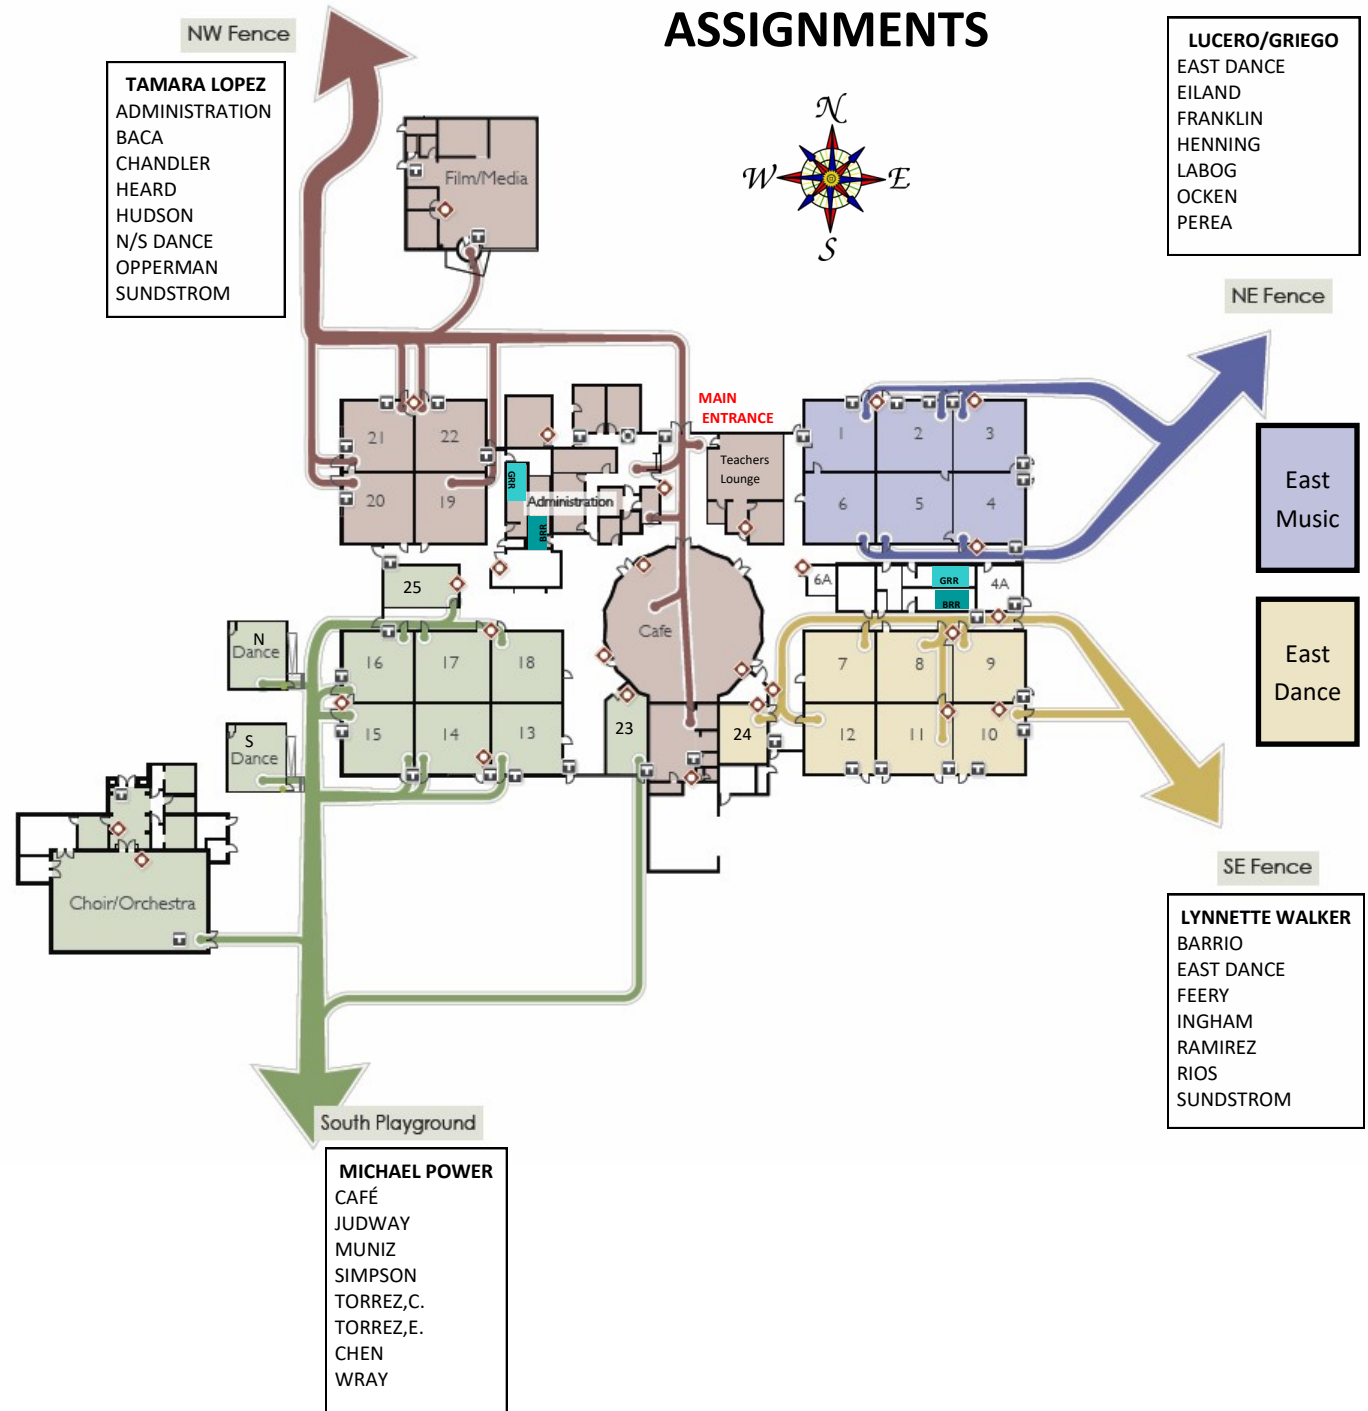 ASSIGNMENTS
NW Fence
TAMARA LOPEZ
ADMINISTRATION
BACA
CHANDLER
HEARD
HUDSON
N/S DANCE
OPPERMAN
SUNDSTROM
Film/Media
N
W
E
S
LUCERO/GRIEGO
EAST DANCE
EILAND
FRANKLIN
HENNING
LABOG
OCKEN
PEREA
NE Fence
MAIN
ENTRANCE
21
22
20
19
GRR
Administration
BRR
Teachers
Lounge
1
2
3
6
5
4
East
Music
25
6A
GRR
BRR
4A
Cafe
N
Dance
16
17
18
15
14
13
S
Dance
23
24
7
8
9
12
11
10
East
Dance
Choir/Orchestra
SE Fence
LYNNETTE WALKER
BARRIO
EAST DANCE
FEERY
INGHAM
RAMIREZ
RIOS
SUNDSTROM
South Playground
MICHAEL POWER
CAFÉ
JUDWAY
MUNIZ
SIMPSON
TORREZ,C.
TORREZ,E.
CHEN
WRAY